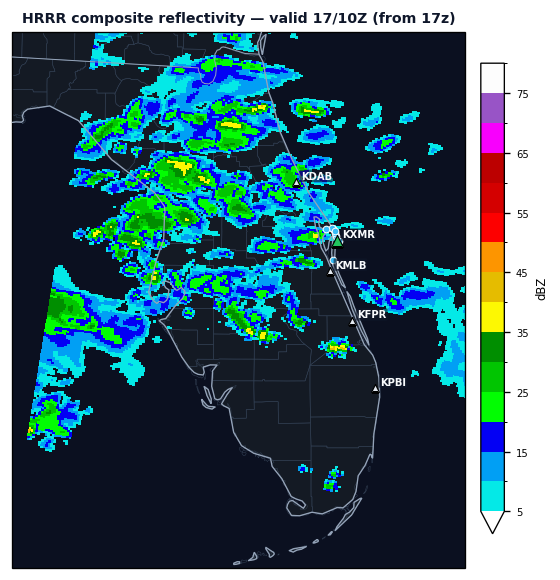 HRRR composite reflectivity — valid 17/10Z (from 17z)
KDAB
KXMR
KMLB
KFPR
KPBI
75
65
55
45
35
25
15
5
dBZ